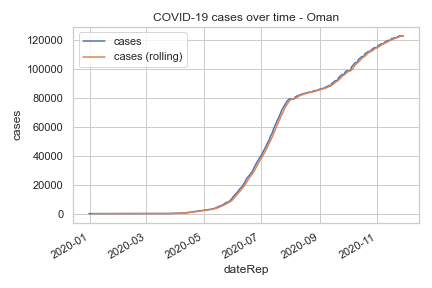 COVID-19 cases over time - Oman
cases
cases (rolling)
120000
100000
80000
60000
40000
20000
0
cases
2020-01
2020-03
2020-05
2020-07
2020-09
2020-11
dateRep